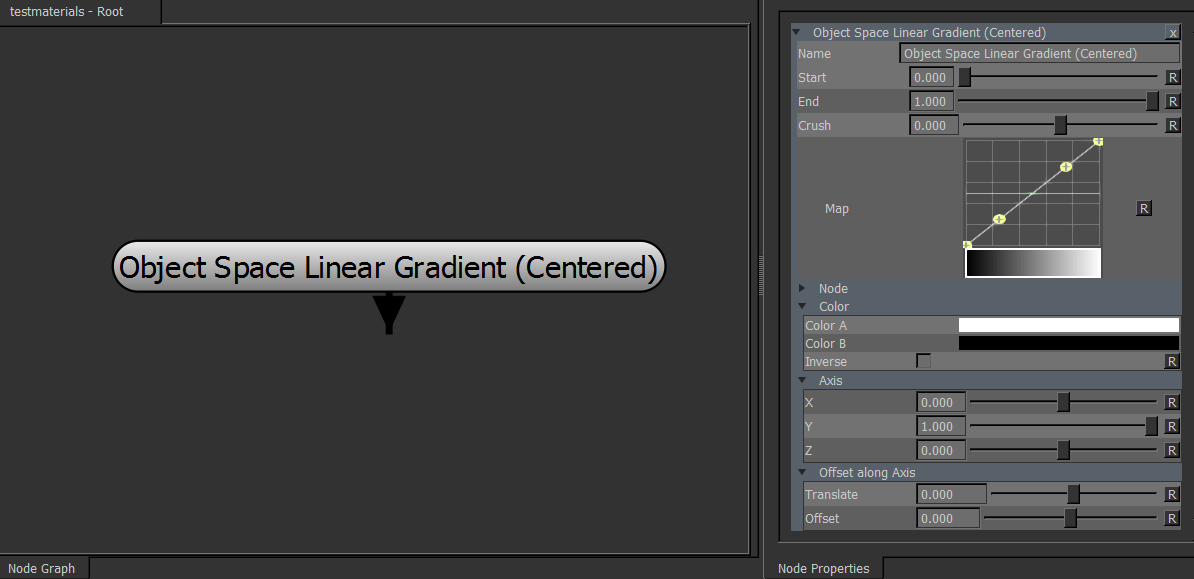 testmaterials - Root
Object Space Linear Gradient (Centered)
Node Graph
Object Space Linear Gradient (Centered) x
Name Object Space Linear Gradient (Centered)
Start 0.000 R
End 1.000 R
Crush 0.000 R
Map R
Node
Color
Color A
Color B
Inverse R
Axis
X 0.000 R
Y 1.000 R
Z 0.000 R
Offset along Axis
Translate 0.000 R
Offset 0.000 R
Node Properties